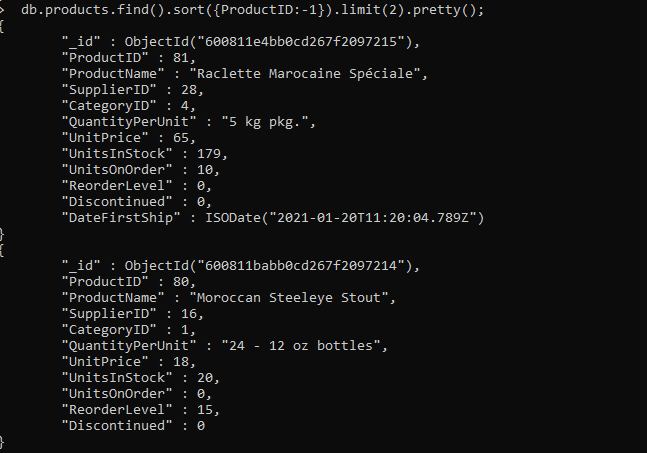 > db.products.find().sort({ProductID:-1}).limit(2).pretty();
{
"_id" : ObjectId("600811e4bb0cd267f2097215"),
"ProductID" : 81,
"ProductName" : "Raclette Marocaine Spéciale",
"SupplierID" : 28,
"CategoryID" : 4,
"QuantityPerUnit" : "5 kg pkg.",
"UnitPrice" : 65,
"UnitsInStock" : 179,
"UnitsOnOrder" : 10,
"ReorderLevel" : 0,
"Discontinued" : 0,
"DateFirstShip" : ISODate("2021-01-20T11:20:04.789Z")
}
{
"_id" : ObjectId("600811babb0cd267f2097214"),
"ProductID" : 80,
"ProductName" : "Moroccan Steeleye Stout",
"SupplierID" : 16,
"CategoryID" : 1,
"QuantityPerUnit" : "24 - 12 oz bottles",
"UnitPrice" : 18,
"UnitsInStock" : 20,
"UnitsOnOrder" : 0,
"ReorderLevel" : 15,
"Discontinued" : 0
}